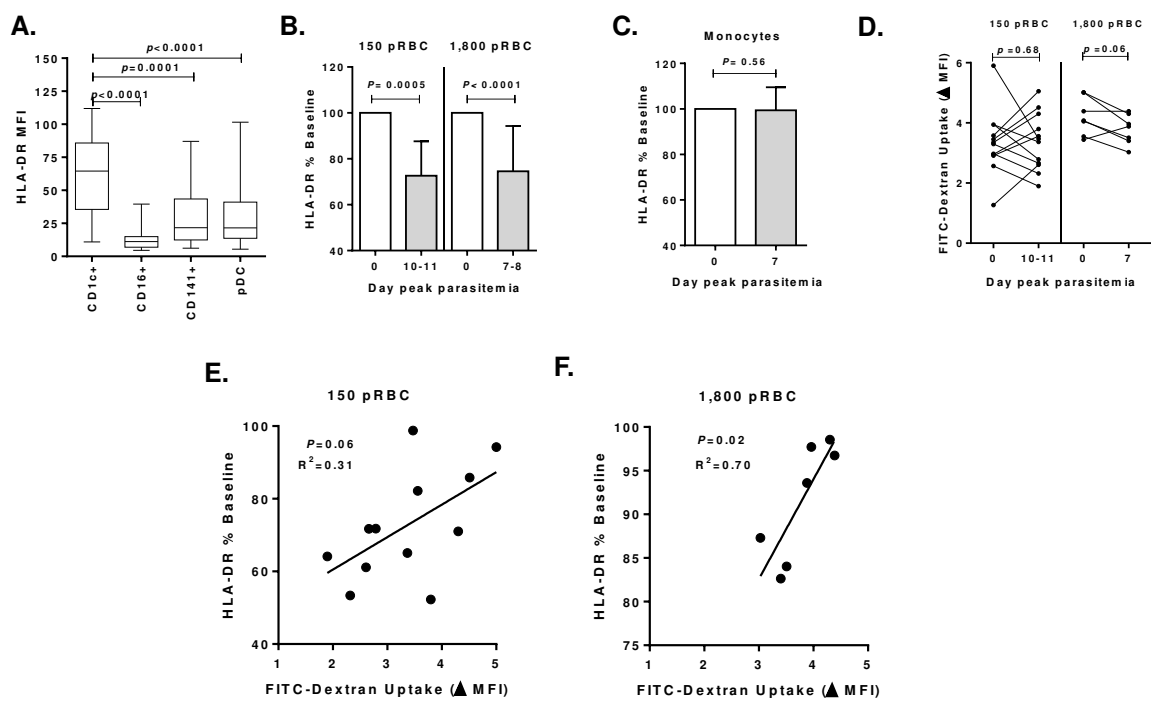 A.
HLA-DR MFI
150
125
100
75
50
25
0
p<0.0001
p=0.0001
p<0.0001
CD1c+
CD16+
CD141+
pDC
B.
150 pRBC
1,800 pRBC
HLA-DR % Baseline
120
100
80
60
40
P= 0.0005
P< 0.0001
0
10-11
0
7-8
Day peak parasitemia
C.
Monocytes
HLA-DR % Baseline
120
100
80
60
40
P= 0.56
0
7
Day peak parasitemia
D.
150 pRBC
1,800 pRBC
FITC-Dextran Uptake (▲ MFI)
6
4
2
0
p=0.68
p=0.06
0
10-11
0
7
Day peak parasitemia
E.
150 pRBC
HLA-DR % Baseline
100
80
60
40
P=0.06
R²=0.31
1
2
3
4
5
FITC-Dextran Uptake (▲ MFI)
F.
1,800 pRBC
HLA-DR % Baseline
100
95
90
85
80
75
P=0.02
R²=0.70
1
2
3
4
5
FITC-Dextran Uptake (▲ MFI)